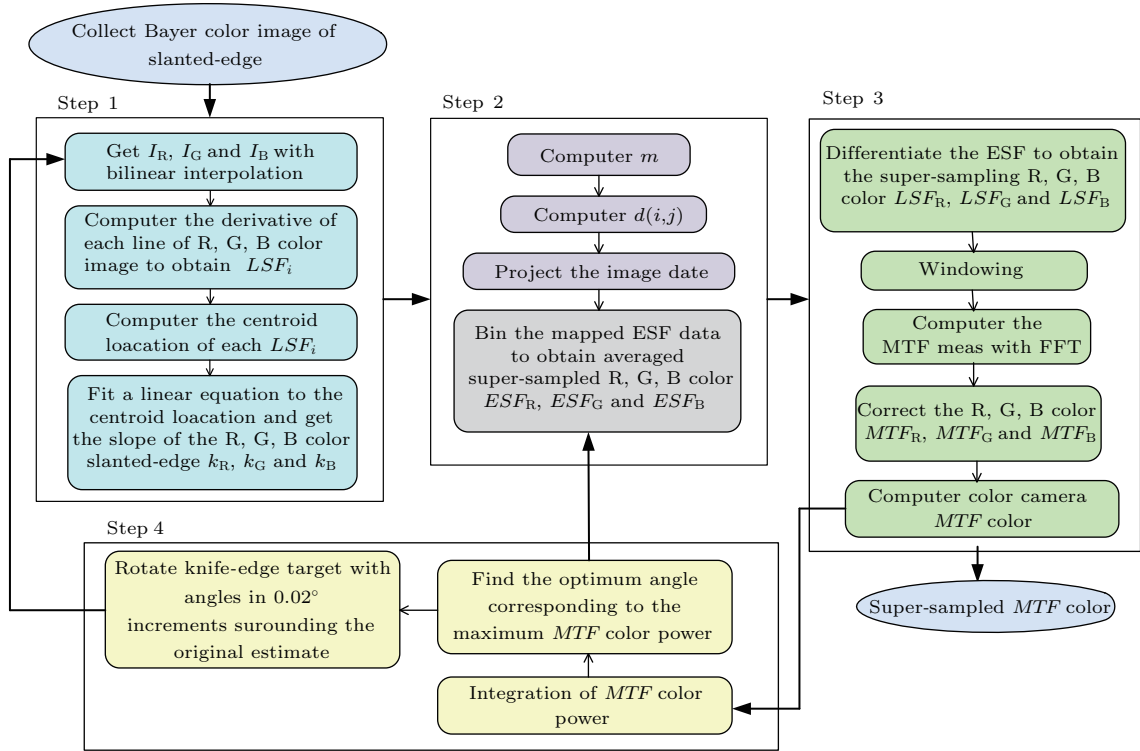 Collect Bayer color image of
slanted-edge
Step 1
Get I_R, I_G and I_B with
bilinear interpolation
Computer the derivative of
each line of R, G, B color
image to obtain LSF_i
Computer the centroid
loacation of each LSF_i
Fit a linear equation to the
centroid loacation and get
the slope of the R, G, B color
slanted-edge k_R, k_G and k_B
Step 2
Computer m
Computer d(i,j)
Project the image date
Bin the mapped ESF data
to obtain averaged
super-sampled R, G, B color
ESF_R, ESF_G and ESF_B
Step 3
Differentiate the ESF to obtain
the super-sampling R, G, B
color LSF_R, LSF_G and LSF_B
Windowing
Computer the
MTF meas with FFT
Correct the R, G, B color
MTF_R, MTF_G and MTF_B
Computer color camera
MTF color
Super-sampled MTF color
Step 4
Rotate knife-edge target with
angles in 0.02°
increments surounding the
original estimate
Find the optimum angle
corresponding to the
maximum MTF color power
Integration of MTF color
power